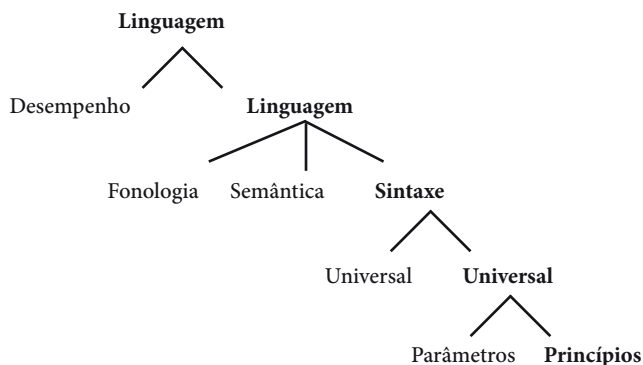 Linguagem
Desempenho Linguagem
Fonologia Semântica Sintaxe
Universal Universal
Parâmetros Princípios